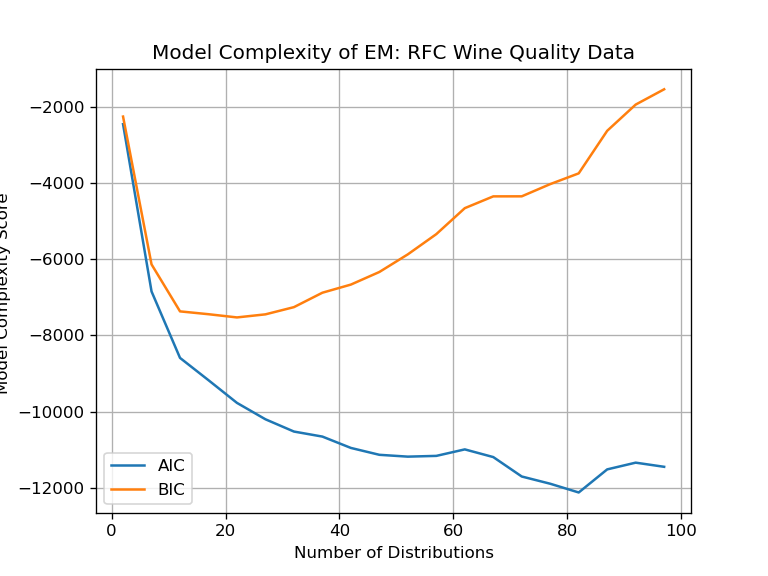 Model Complexity of EM: RFC Wine Quality Data
Model Complexity Score
−2000
−4000
−6000
−8000
−10000
−12000
AIC
BIC
0 20 40 60 80 100
Number of Distributions